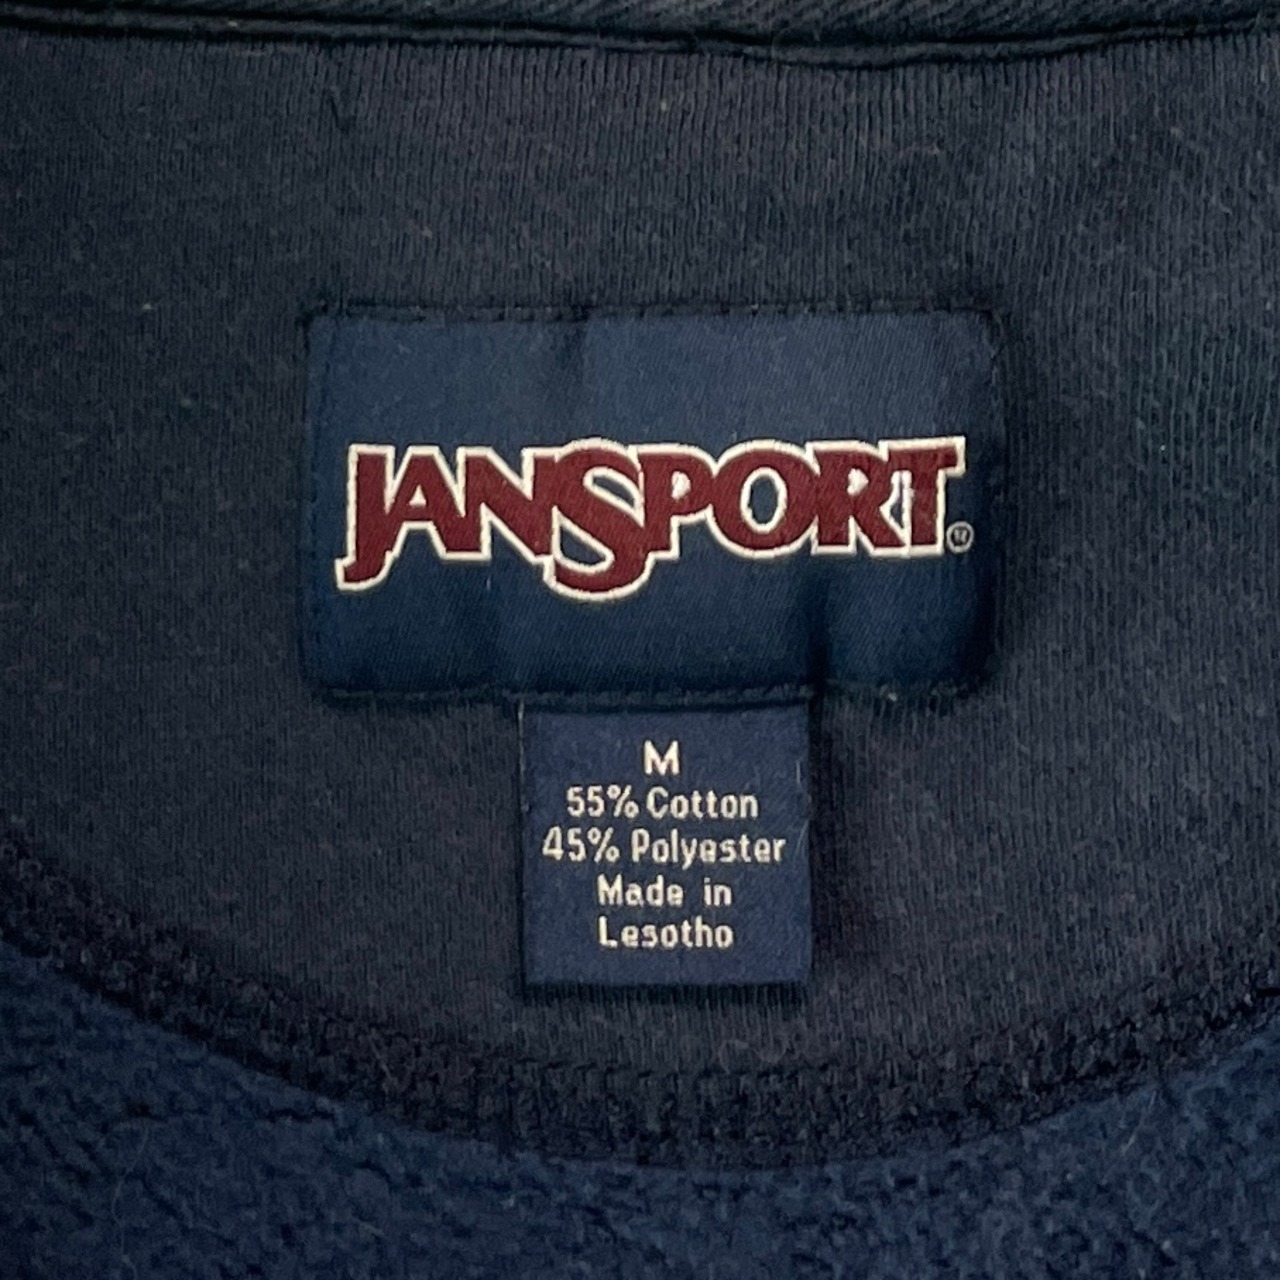 JANSPORT®
M
55% Cotton
45% Polyester
Made in
Lesotho